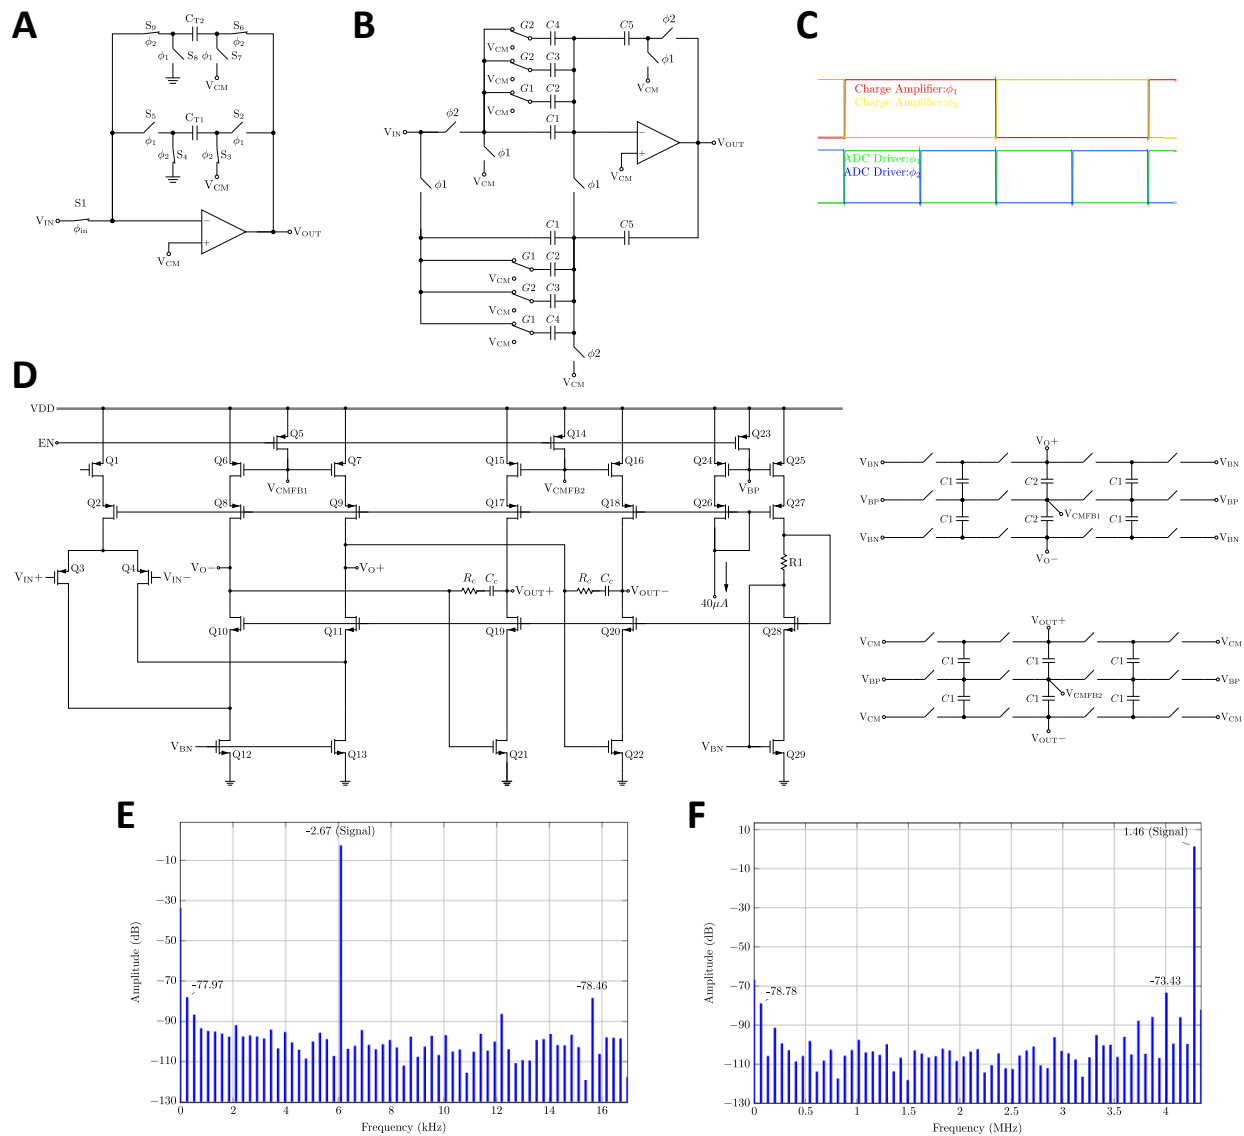 A
S9 CT2 S6
ϕ2 ϕ2
ϕ1 S8 ϕ1 S7
VCM
S5 CT1 S2
ϕ1 ϕ1
ϕ2 S4 ϕ2 S3
VCM
S1
VIN
ϕin
−
+
VOUT
VCM
B
G2 C4 C5 ϕ2
VCM
G2 C3 ϕ1
VCM
G1 C2 VCM
VCM
ϕ2 C1
VIN
−
+
VOUT
ϕ1
VCM
VCM
ϕ1 ϕ1
C1 C5
G1 C2
VCM
G2 C3
VCM
G1 C4
VCM
ϕ2
VCM
C
Charge Amplifier:ϕ1
Charge Amplifier:ϕ2
ADC Driver:ϕ1
ADC Driver:ϕ2
D
VDD
EN
Q5 Q14 Q23
Q1 Q6 Q7 Q15 Q16 Q24 Q25
VCMFB1 VCMFB2 VBP
Q2 Q8 Q9 Q17 Q18 Q26 Q27
VIN+ Q3 Q4 VIN−
VO− VO+
Rc Cc VOUT+ Rc Cc VOUT−
R1
40μA
Q10 Q11 Q19 Q20 Q28
VBN Q12 Q13 Q21 Q22 VBN Q29
VO+
VBN VBN
C1 C2 C1
VBP VBP
VCMFB1
C1 C2 C1
VBN VBN
VO−
VOUT+
VCM VCM
C1 C1 C1
VBP VBP
VCMFB2
C1 C1 C1
VCM VCM
VOUT−
E
-2.67 (Signal)
-77.97
-78.46
Amplitude (dB)
−10
−30
−50
−70
−90
−110
−130
0 2 4 6 8 10 12 14 16
Frequency (kHz)
F
1.46 (Signal)
-78.78
-73.43
Amplitude (dB)
10
−10
−30
−50
−70
−90
−110
−130
0 0.5 1 1.5 2 2.5 3 3.5 4
Frequency (MHz)